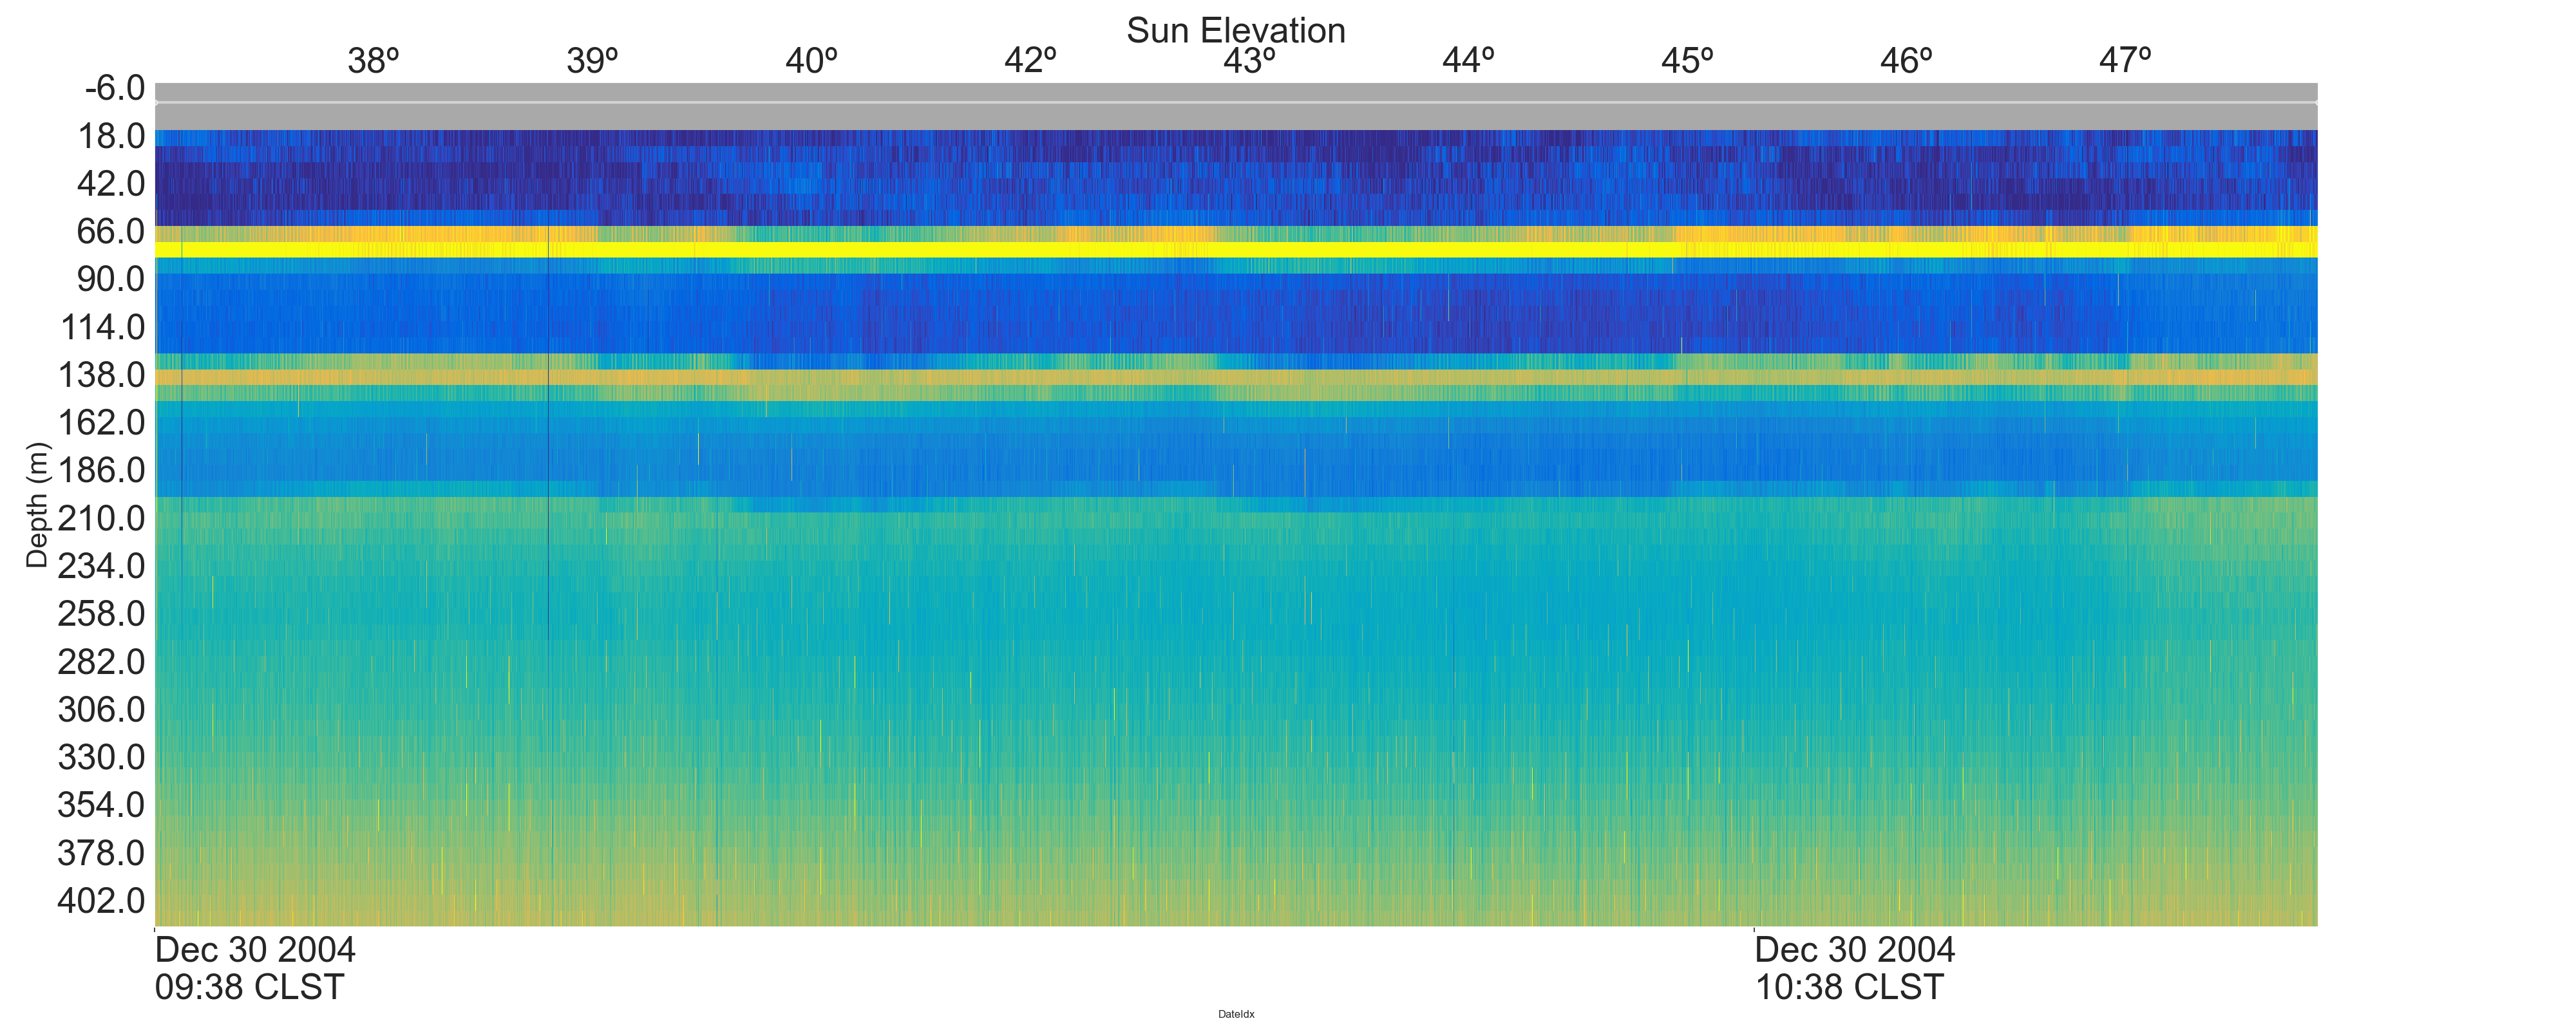 Sun Elevation
38º 39º 40º 42º 43º 44º 45º 46º 47º
-6.0
18.0
42.0
66.0
90.0
114.0
138.0
162.0
186.0
210.0
234.0
258.0
282.0
306.0
330.0
354.0
378.0
402.0
Depth (m)
Dec 30 2004
09:38 CLST
Dec 30 2004
10:38 CLST
DateIdx